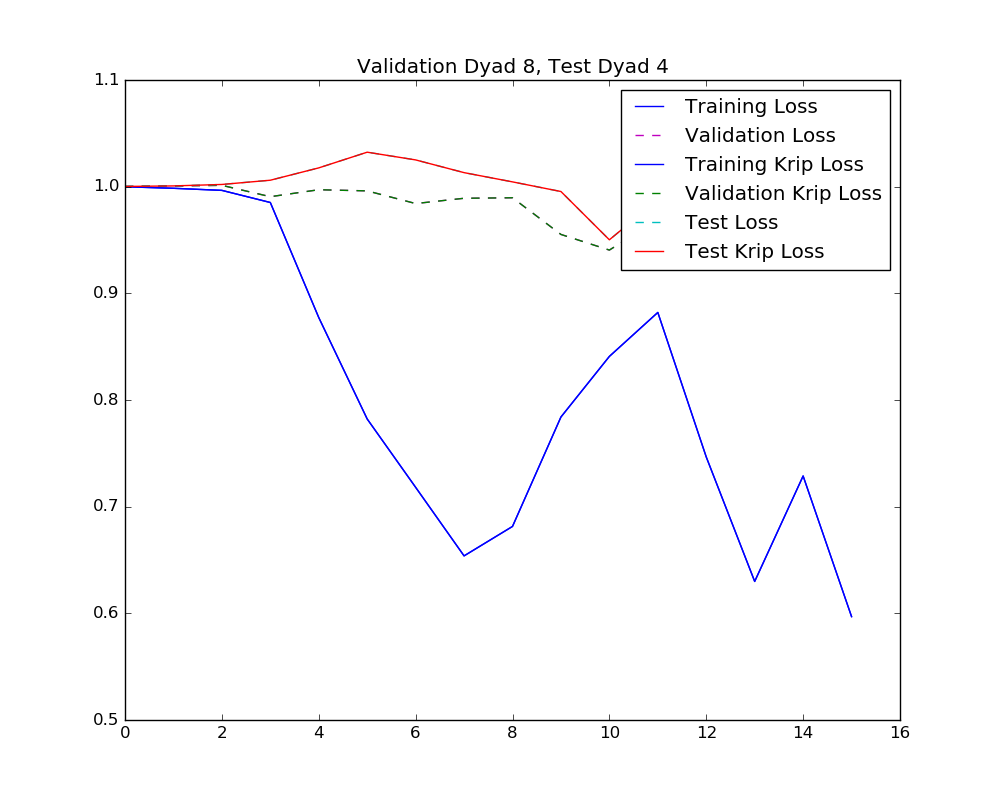 Validation Dyad 8, Test Dyad 4
1.1
1.0
0.9
0.8
0.7
0.6
0.5
Training Loss
Validation Loss
Training Krip Loss
Validation Krip Loss
Test Loss
Test Krip Loss
0 2 4 6 8 10 12 14 16